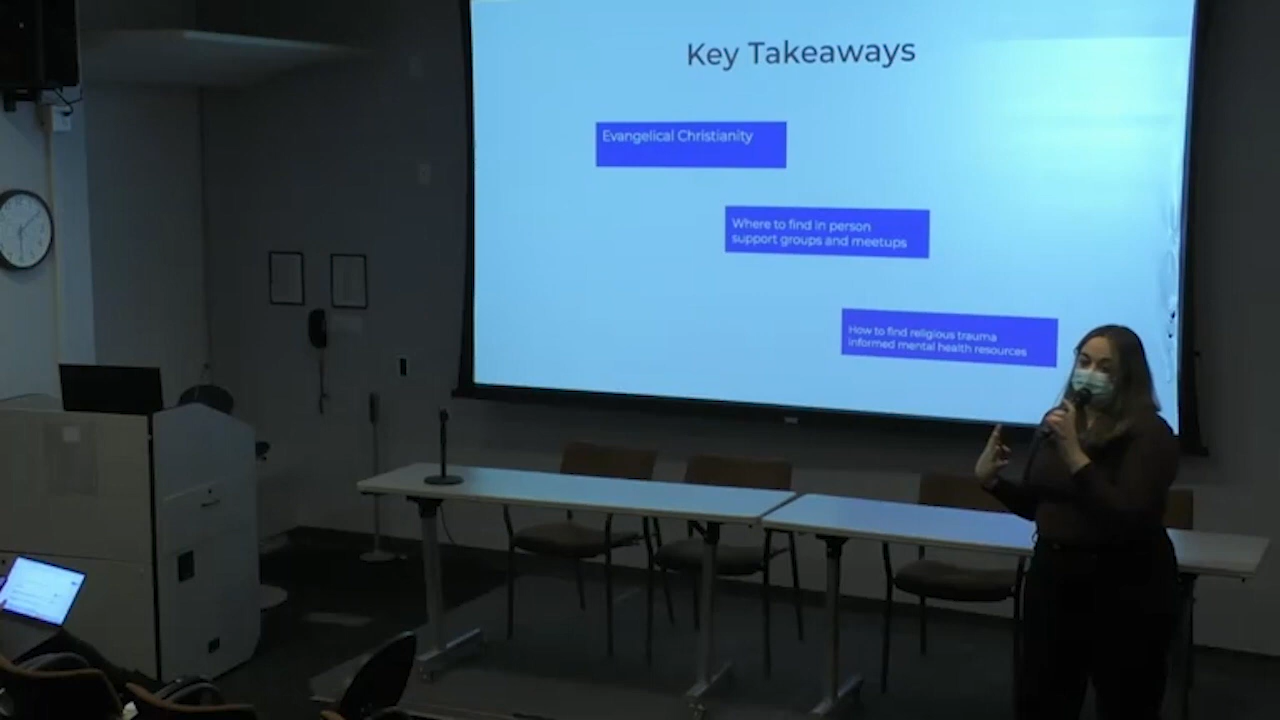 Key Takeaways
Evangelical Christianity
Where to find in person
support groups and meetups
How to find religious trauma
informed mental health resources